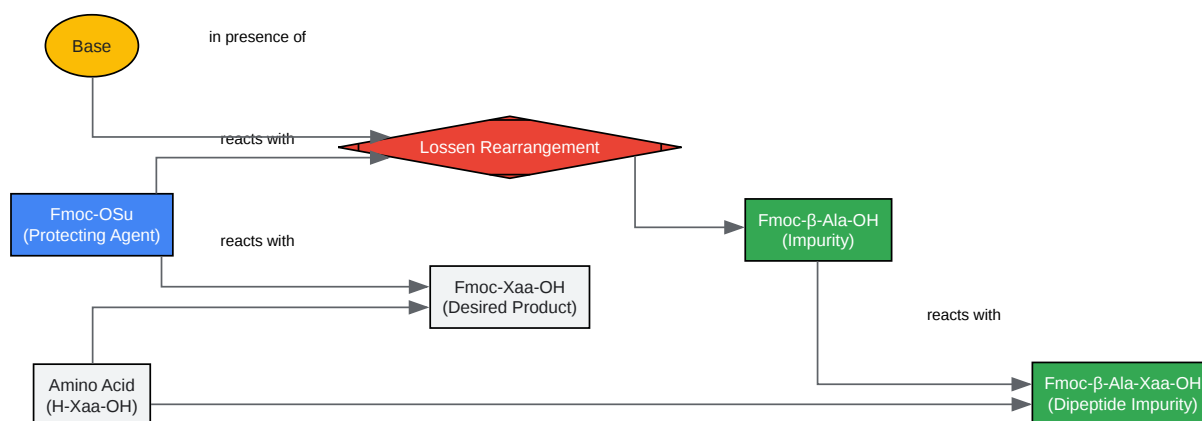 Base
in presence of
reacts with
Lossen Rearrangement
Fmoc-OSu
(Protecting Agent)
Fmoc-β-Ala-OH
(Impurity)
reacts with
Fmoc-Xaa-OH
(Desired Product)
reacts with
Amino Acid
(H-Xaa-OH)
Fmoc-β-Ala-Xaa-OH
(Dipeptide Impurity)